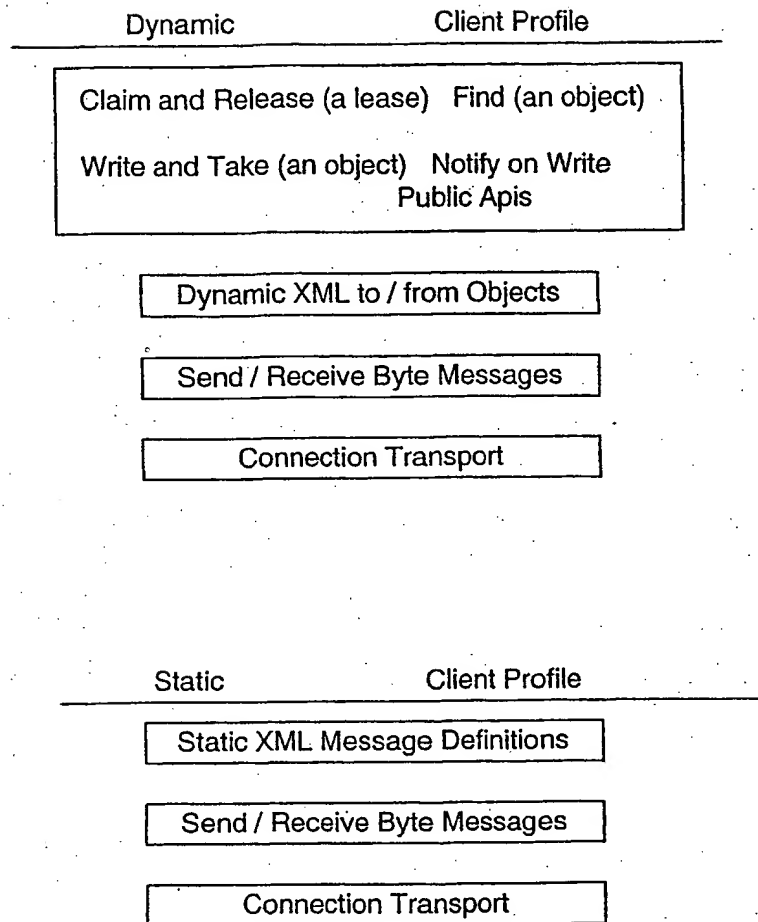 Dynamic Client Profile
Claim and Release (a lease) Find (an object)
Write and Take (an object) Notify on Write
Public Apis
Dynamic XML to / from Objects
Send / Receive Byte Messages
Connection Transport
Static Client Profile
Static XML Message Definitions
Send / Receive Byte Messages
Connection Transport